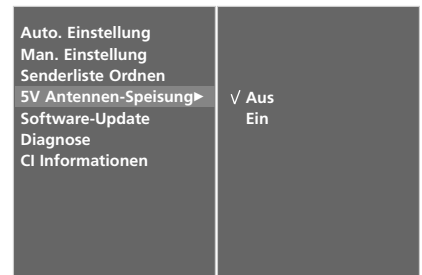 Auto. Einstellung
Man. Einstellung
Senderliste Ordnen
5V Antennen-Speisung►
Software-Update
Diagnose
CI Informationen
√ Aus
Ein